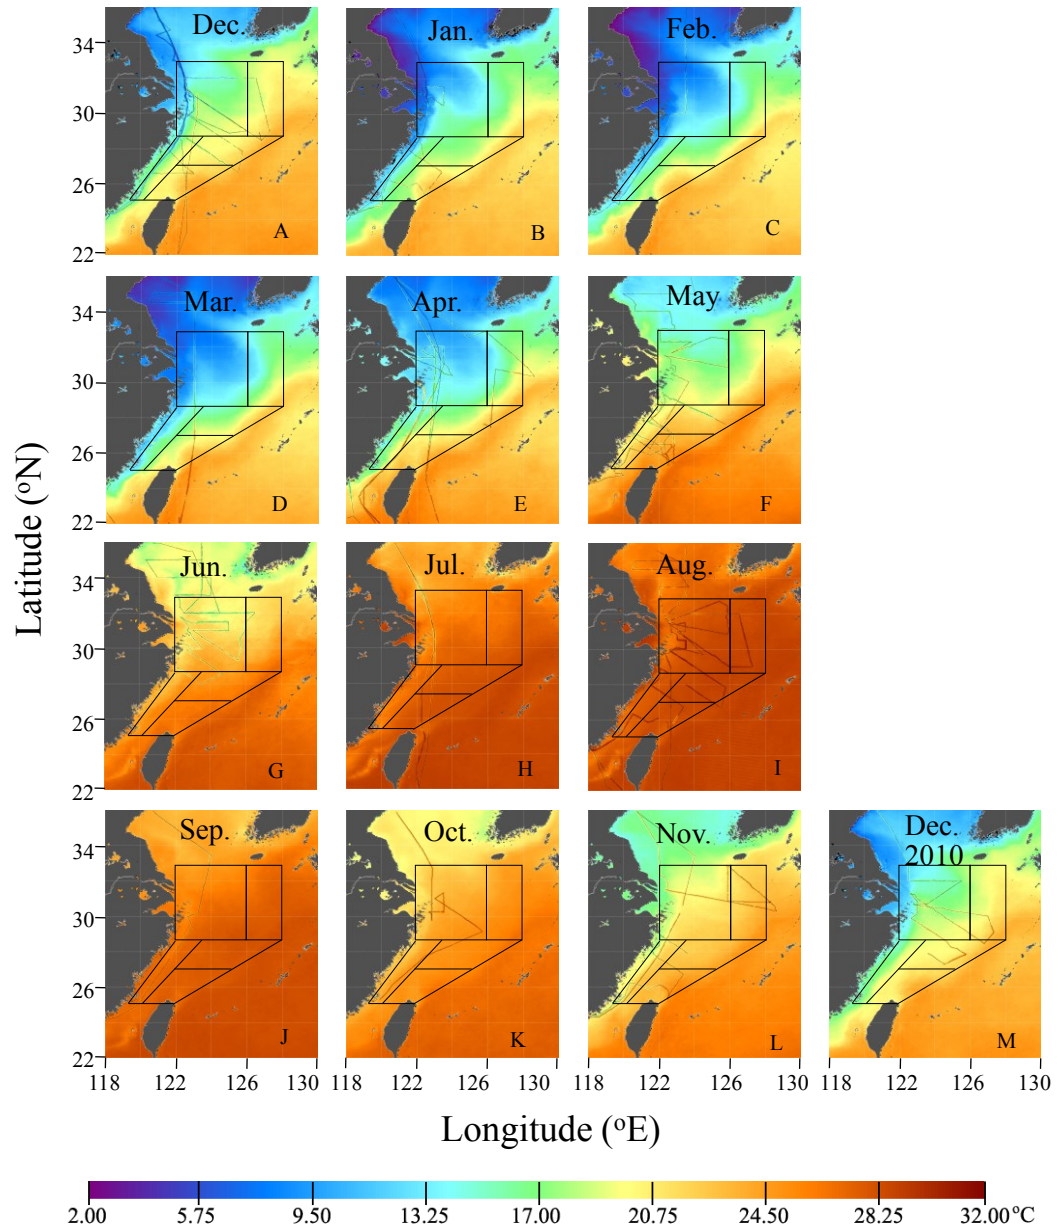 Dec.
Jan.
Feb.
34
30
26
22
A
B
C
Mar.
Apr.
May
34
30
26
22
D
E
F
Latitude (°N)
Jun.
Jul.
Aug.
34
30
26
22
G
H
I
Sep.
Oct.
Nov.
Dec.
2010
34
30
26
22
J
K
L
M
118 122 126 130
118 122 126 130
118 122 126 130
118 122 126 130
Longitude (°E)
2.00 5.75 9.50 13.25 17.00 20.75 24.50 28.25 32.00 °C